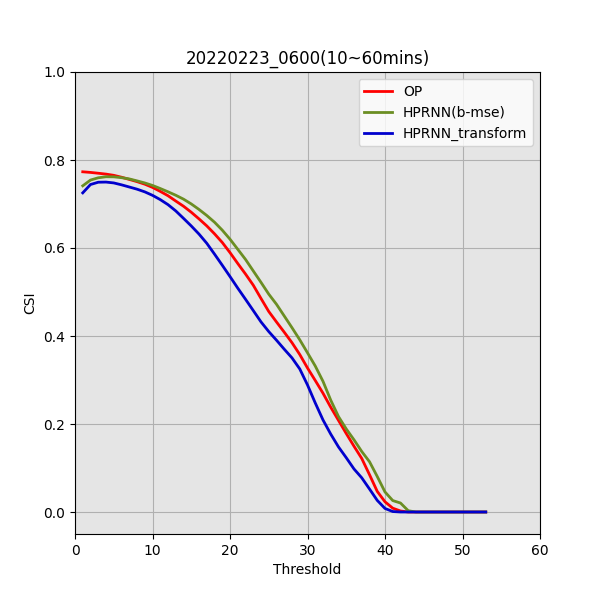 20220223_0600(10~60mins)
OP
HPRNN(b-mse)
HPRNN_transform
1.0
0.8
0.6
0.4
0.2
0.0
CSI
0 10 20 30 40 50 60
Threshold